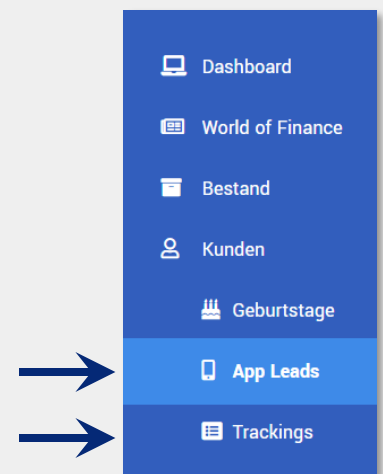 Dashboard
World of Finance
Bestand
Kunden
Geburtstage
App Leads
Trackings